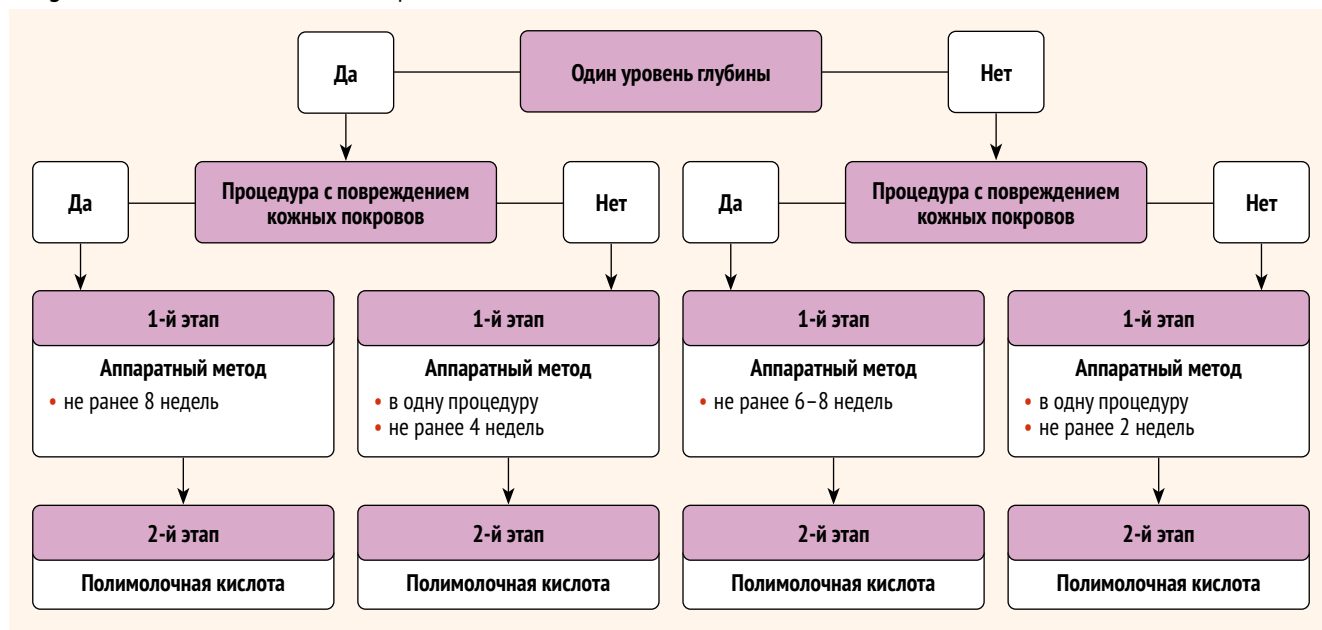 Да
Один уровень глубины
Нет
Да
Процедура с повреждением
кожных покровов
Нет
Да
Процедура с повреждением
кожных покровов
Нет
1-й этап
Аппаратный метод
• не ранее 8 недель
2-й этап
Полимолочная кислота
1-й этап
Аппаратный метод
• в одну процедуру
• не ранее 4 недель
2-й этап
Полимолочная кислота
1-й этап
Аппаратный метод
• не ранее 6–8 недель
2-й этап
Полимолочная кислота
1-й этап
Аппаратный метод
• в одну процедуру
• не ранее 2 недель
2-й этап
Полимолочная кислота